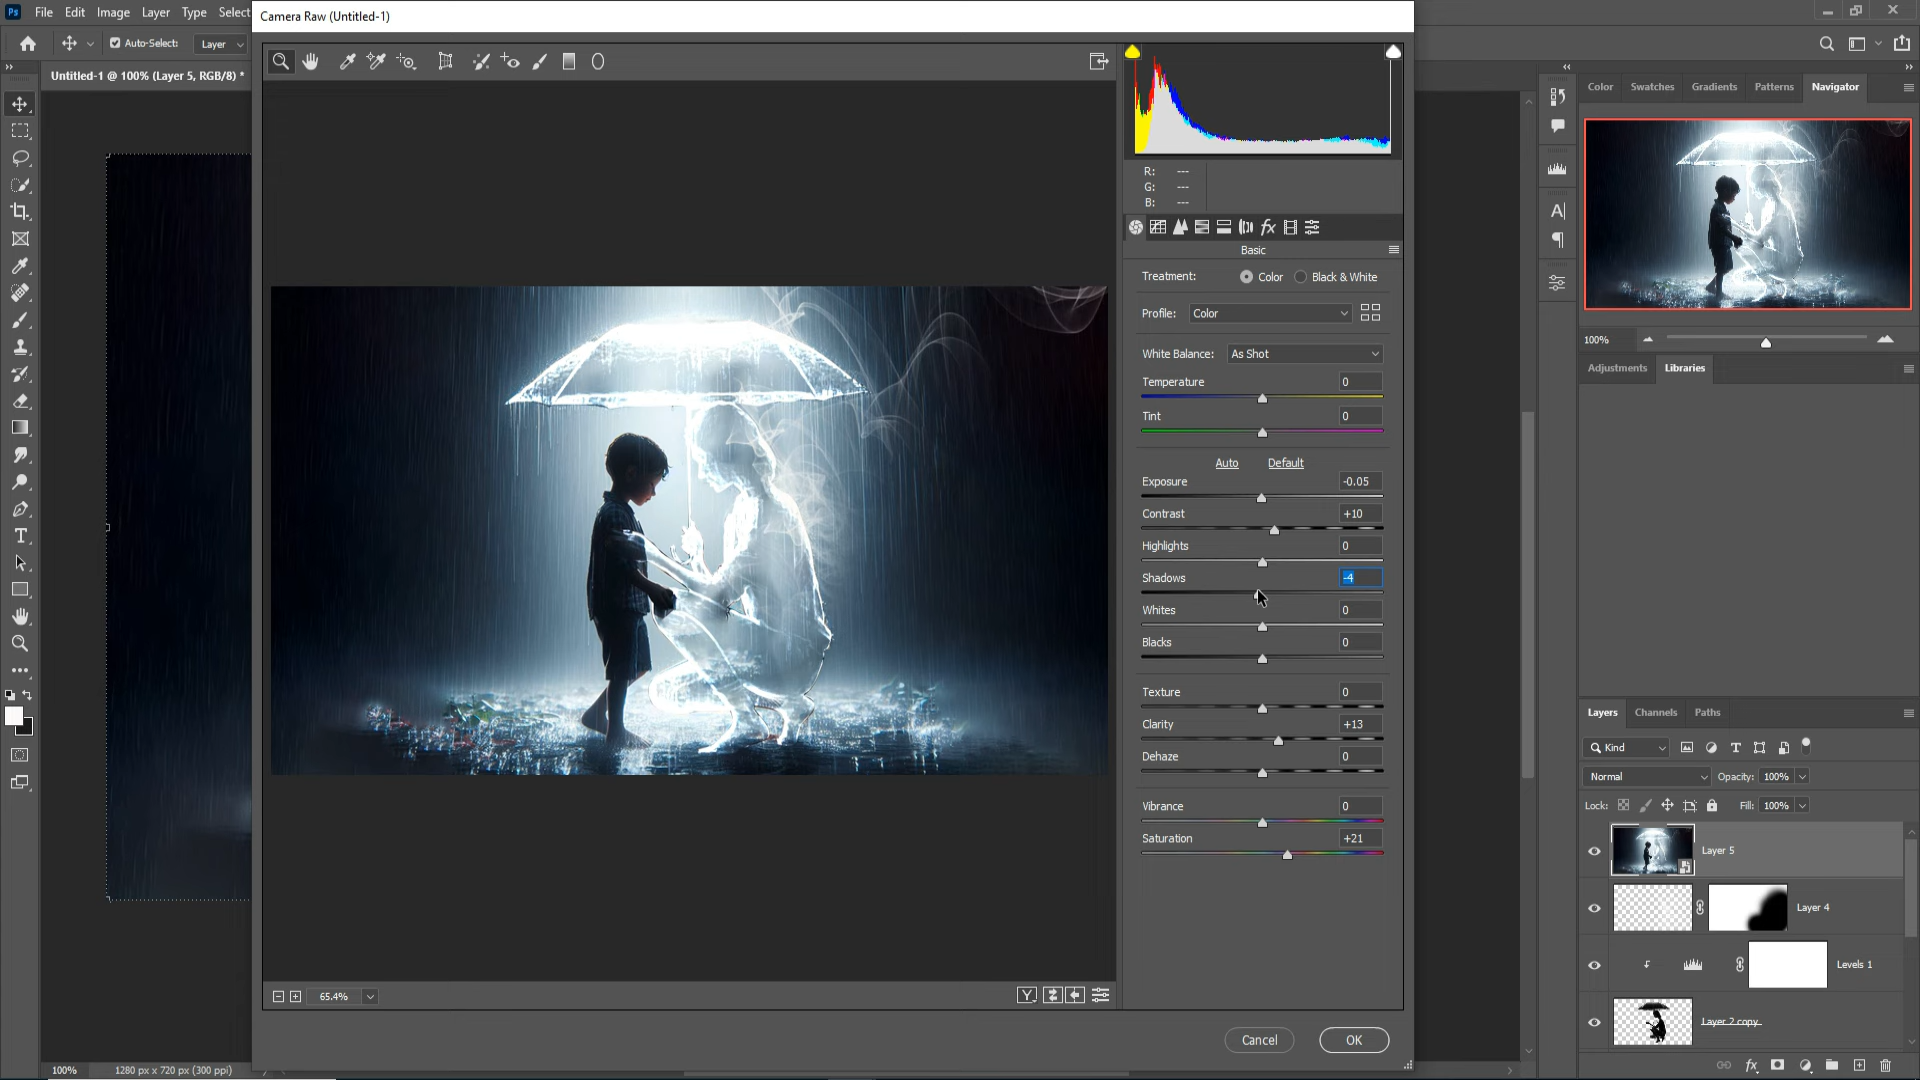 Ps File Edit Image Layer Type Select
Camera Raw (Untitled-1)
Auto-Select: Layer
Untitled-1 @ 100% (Layer 5, RGB/8) *
R: ---
G: ---
B: ---
Basic
Treatment: Color Black & White
Profile: Color
White Balance: As Shot
Temperature 0
Tint 0
Auto Default
Exposure -0.05
Contrast +10
Highlights 0
Shadows -4
Whites 0
Blacks 0
Texture 0
Clarity +13
Dehaze 0
Vibrance 0
Saturation +21
65.4%
Y
Cancel OK
100% 1280 px x 720 px (300 ppi)
Color Swatches Gradients Patterns Navigator
100%
Adjustments Libraries
Layers Channels Paths
Kind
Normal Opacity: 100%
Lock: Fill: 100%
Layer 5
Layer 4
Levels 1
Layer 2 copy
fx